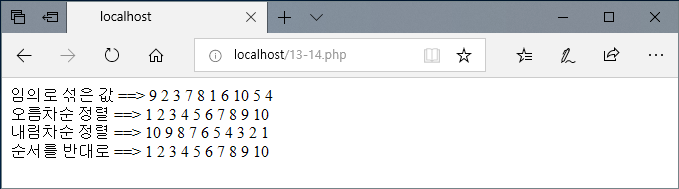 localhost
localhost/13-14.php
임의로 섞은 값 ==> 9 2 3 7 8 1 6 10 5 4
오름차순 정렬 ==> 1 2 3 4 5 6 7 8 9 10
내림차순 정렬 ==> 10 9 8 7 6 5 4 3 2 1
순서를 반대로 ==> 1 2 3 4 5 6 7 8 9 10